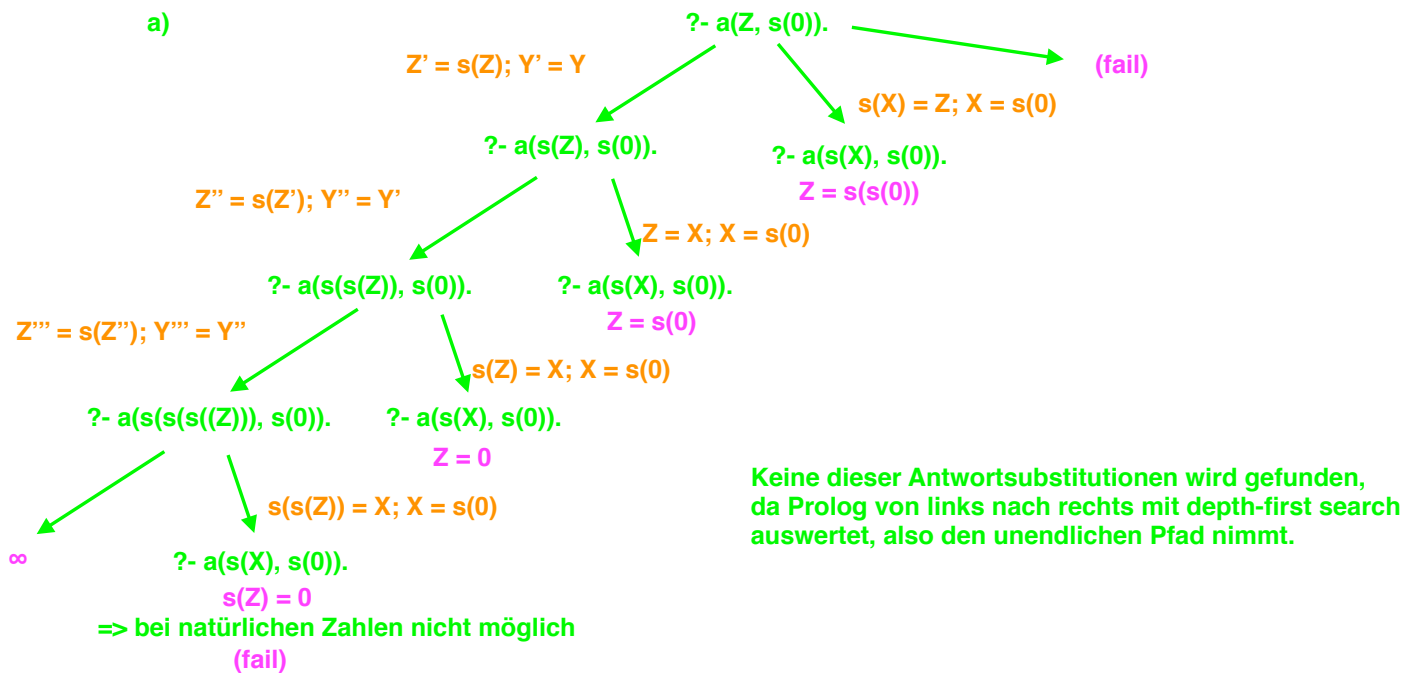 a)
?- a(Z, s(0)).
Z' = s(Z); Y' = Y
(fail)
s(X) = Z; X = s(0)
?- a(s(Z), s(0)).
?- a(s(X), s(0)).
Z = s(s(0))
Z'' = s(Z'); Y'' = Y'
Z = X; X = s(0)
?- a(s(s(Z)), s(0)).
?- a(s(X), s(0)).
Z = s(0)
Z''' = s(Z''); Y''' = Y''
s(Z) = X; X = s(0)
?- a(s(s(s((Z))), s(0)).
?- a(s(X), s(0)).
Z = 0
Keine dieser Antwortsubstitutionen wird gefunden,
da Prolog von links nach rechts mit depth-first search
auswertet, also den unendlichen Pfad nimmt.
s(s(Z)) = X; X = s(0)
∞
?- a(s(X), s(0)).
s(Z) = 0
=> bei natürlichen Zahlen nicht möglich
(fail)